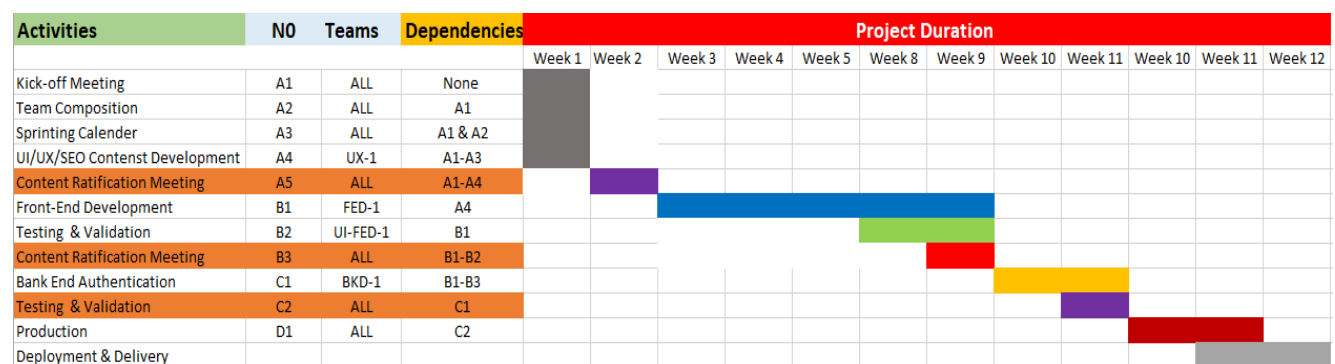 Activities N0 Teams Dependencies Project Duration
Week 1 Week 2 Week 3 Week 4 Week 5 Week 8 Week 9 Week 10 Week 11 Week 10 Week 11 Week 12
Kick-off Meeting A1 ALL None
Team Composition A2 ALL A1
Sprinting Calender A3 ALL A1 & A2
UI/UX/SEO Contenst Development A4 UX-1 A1-A3
Content Ratification Meeting A5 ALL A1-A4
Front-End Development B1 FED-1 A4
Testing & Validation B2 UI-FED-1 B1
Content Ratification Meeting B3 ALL B1-B2
Bank End Authentication C1 BKD-1 B1-B3
Testing & Validation C2 ALL C1
Production D1 ALL C2
Deployment & Delivery